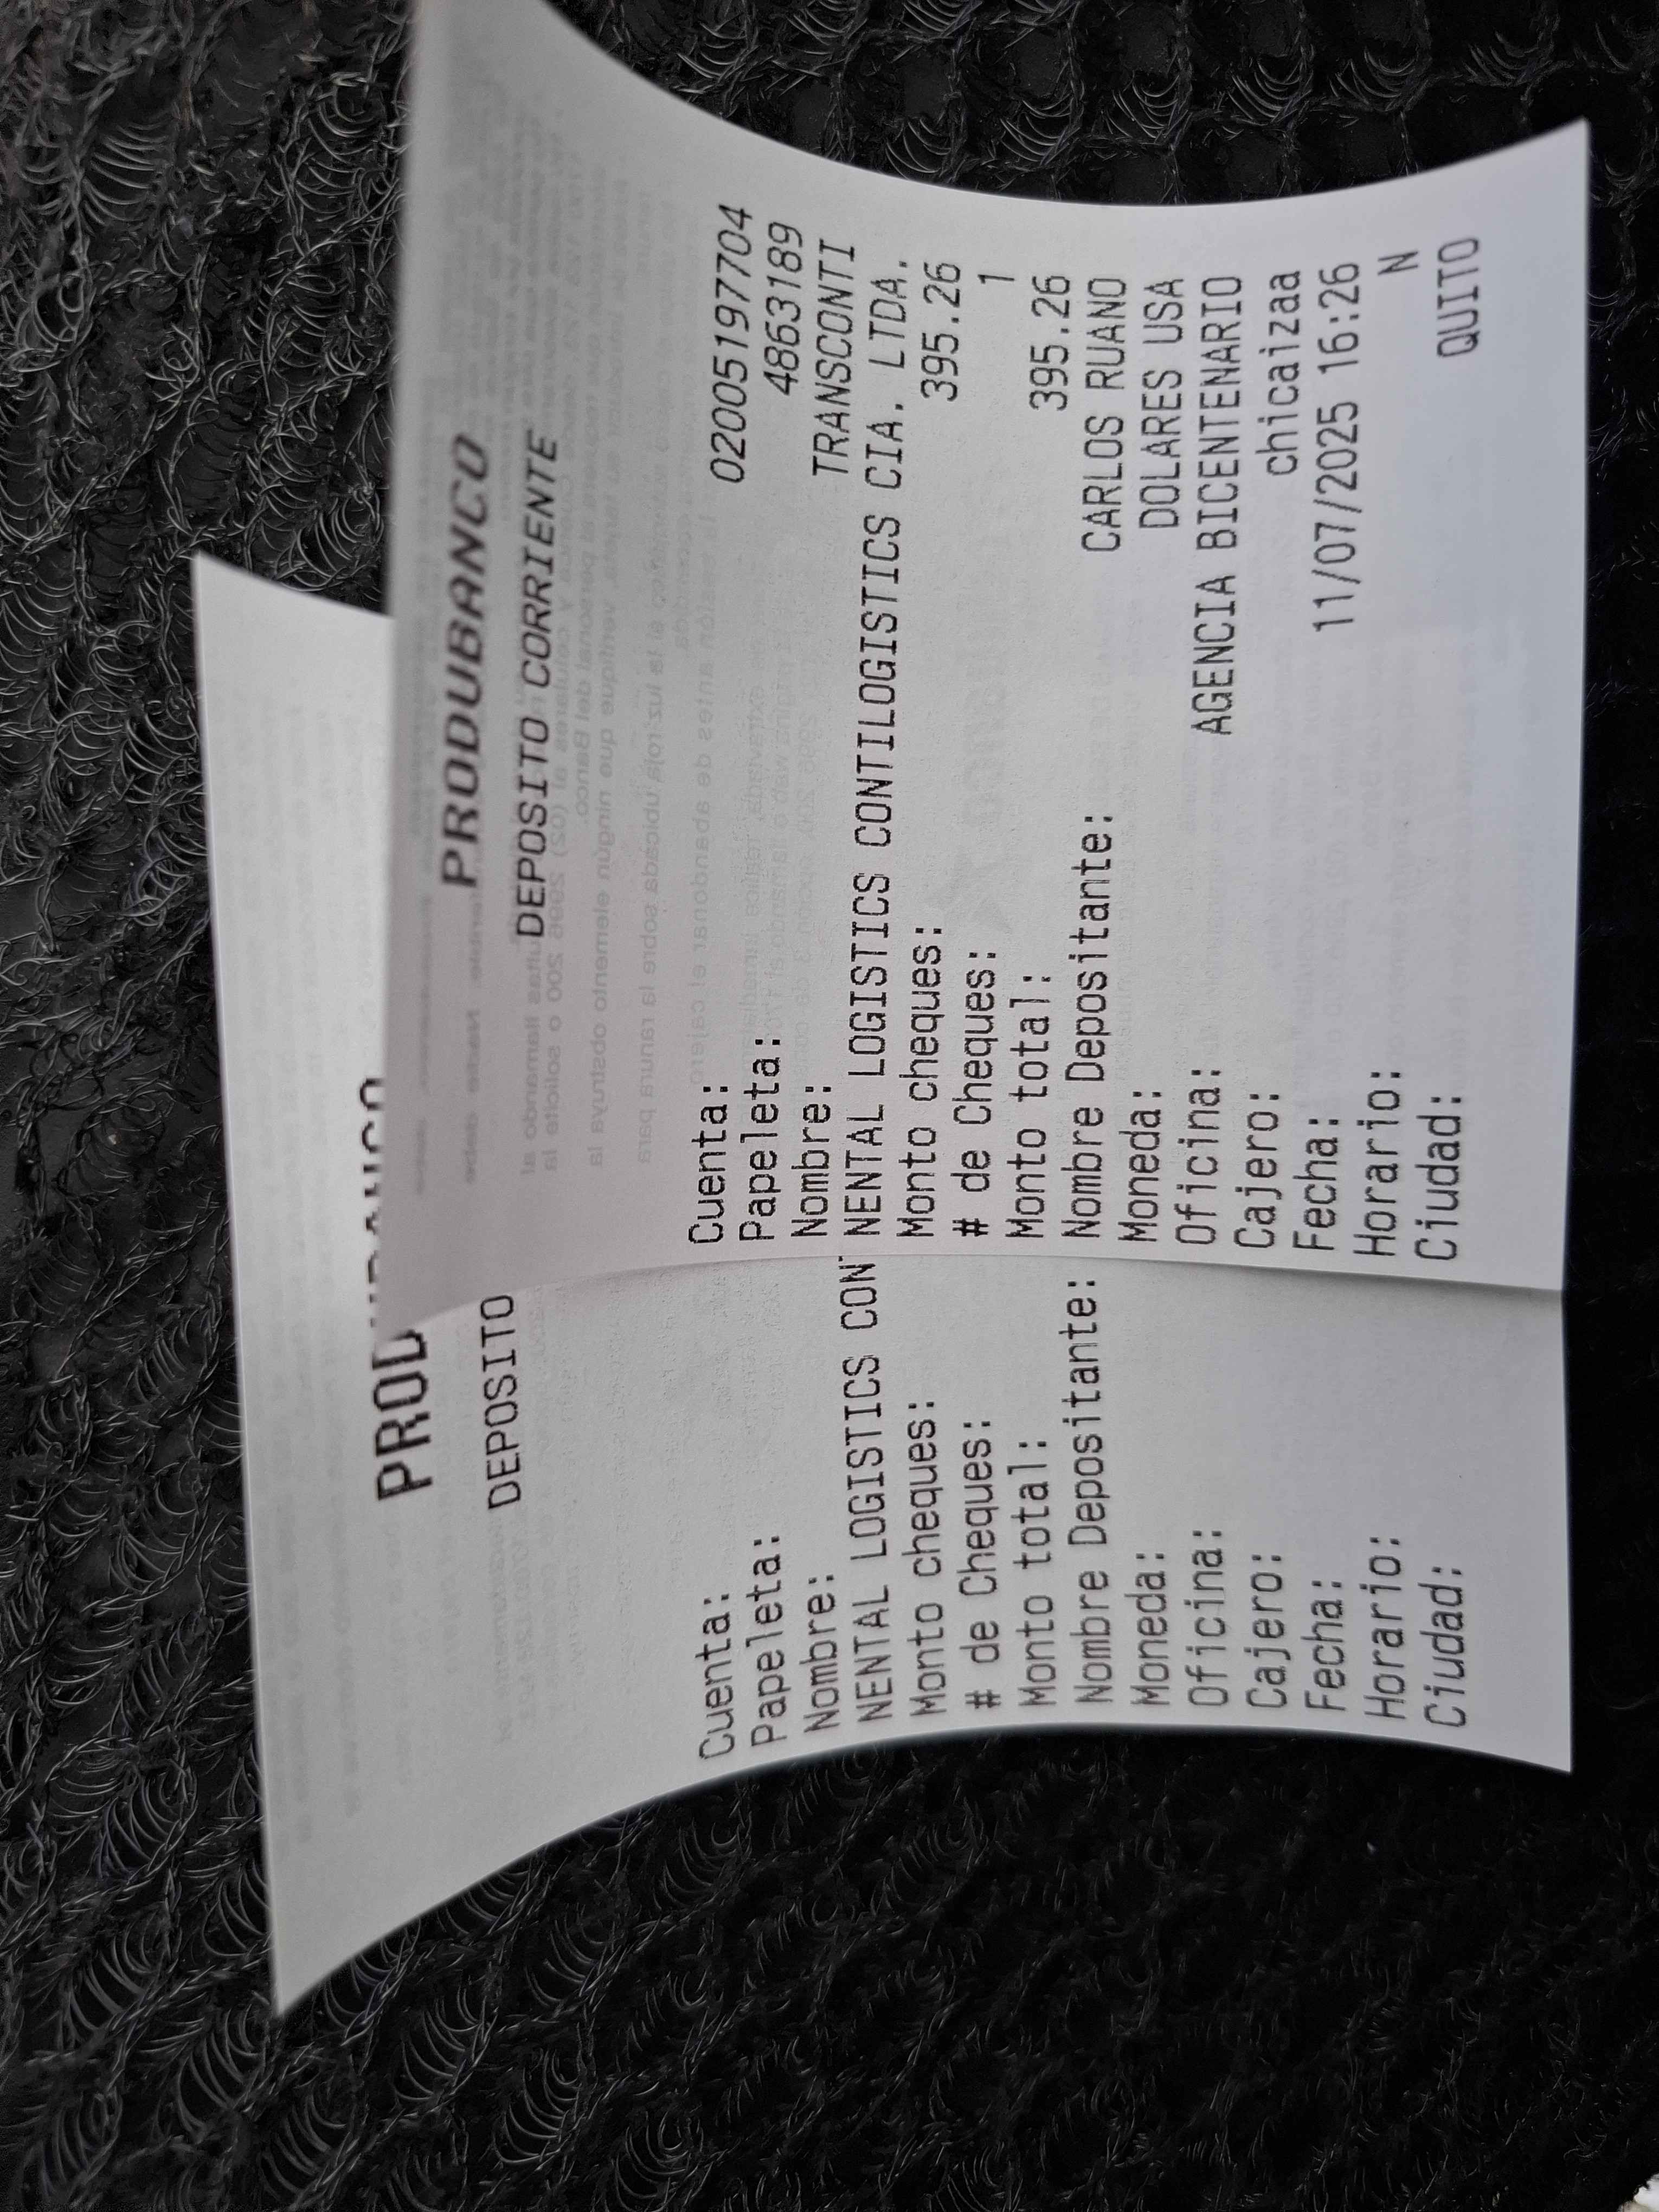 PRODUBANCO
DEPOSITO CORRIENTE
Cuenta: 02005197704
Papeleta: 4863189
Nombre: TRANSCONTI
NENTAL LOGISTICS CONTILOGISTICS CIA. LTDA.
Monto cheques: 395.26
# de Cheques: 1
Monto total: 395.26
Nombre Depositante: CARLOS RUANO
Moneda: DOLARES USA
Oficina: AGENCIA BICENTENARIO
Cajero: chicaizaa
Fecha: 11/07/2025 16:26
Horario: N
Ciudad: QUITO
DEPOSITO
Cuenta:
Papeleta:
Nombre:
NENTAL LOGISTICS
Monto cheques:
# de Cheques:
Monto total:
Nombre Depositante:
Moneda:
Oficina:
Cajero:
Fecha:
Horario:
Ciudad: